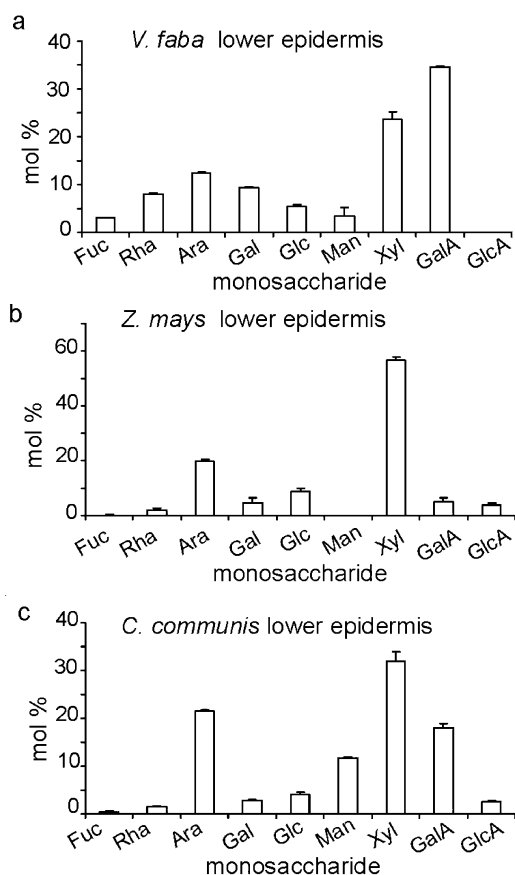 a
V. faba lower epidermis
mol %
40
30
20
10
0
Fuc Rha Ara Gal Glc Man Xyl GalA GlcA
monosaccharide
b
Z. mays lower epidermis
mol %
60
40
20
0
Fuc Rha Ara Gal Glc Man Xyl GalA GlcA
monosaccharide
c
C. communis lower epidermis
mol %
40
30
20
10
0
Fuc Rha Ara Gal Glc Man Xyl GalA GlcA
monosaccharide